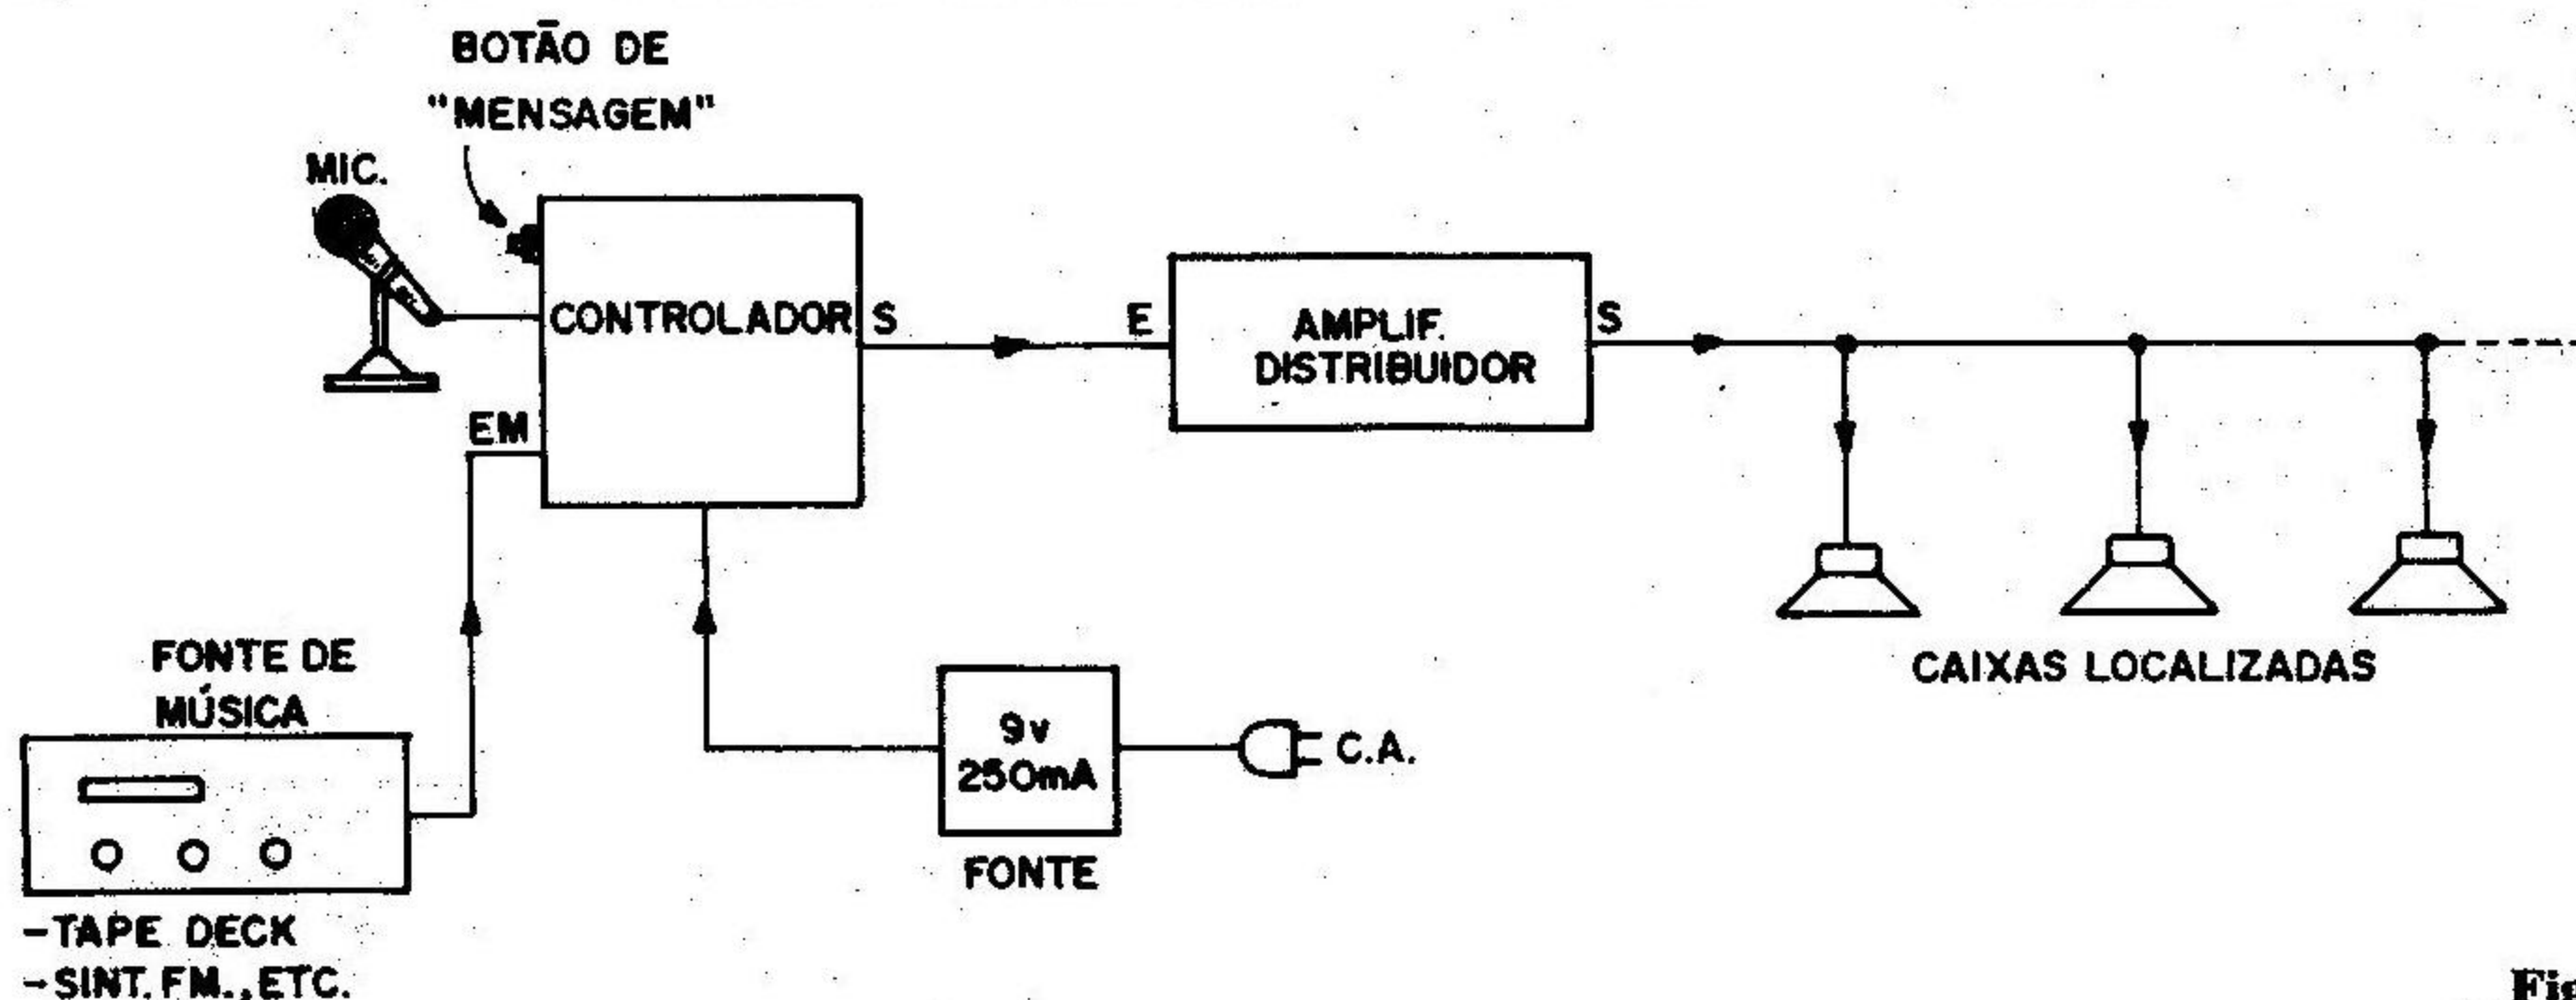 BOTÃO DE
"MENSAGEM"
MIC.
CONTROLADOR
S
E
AMPLIF.
DISTRIBUIDOR
S
EM
FONTE DE
MÚSICA
CAIXAS LOCALIZADAS
9v
250mA
C.A.
FONTE
-TAPE DECK
-SINT. FM., ETC.
Fig